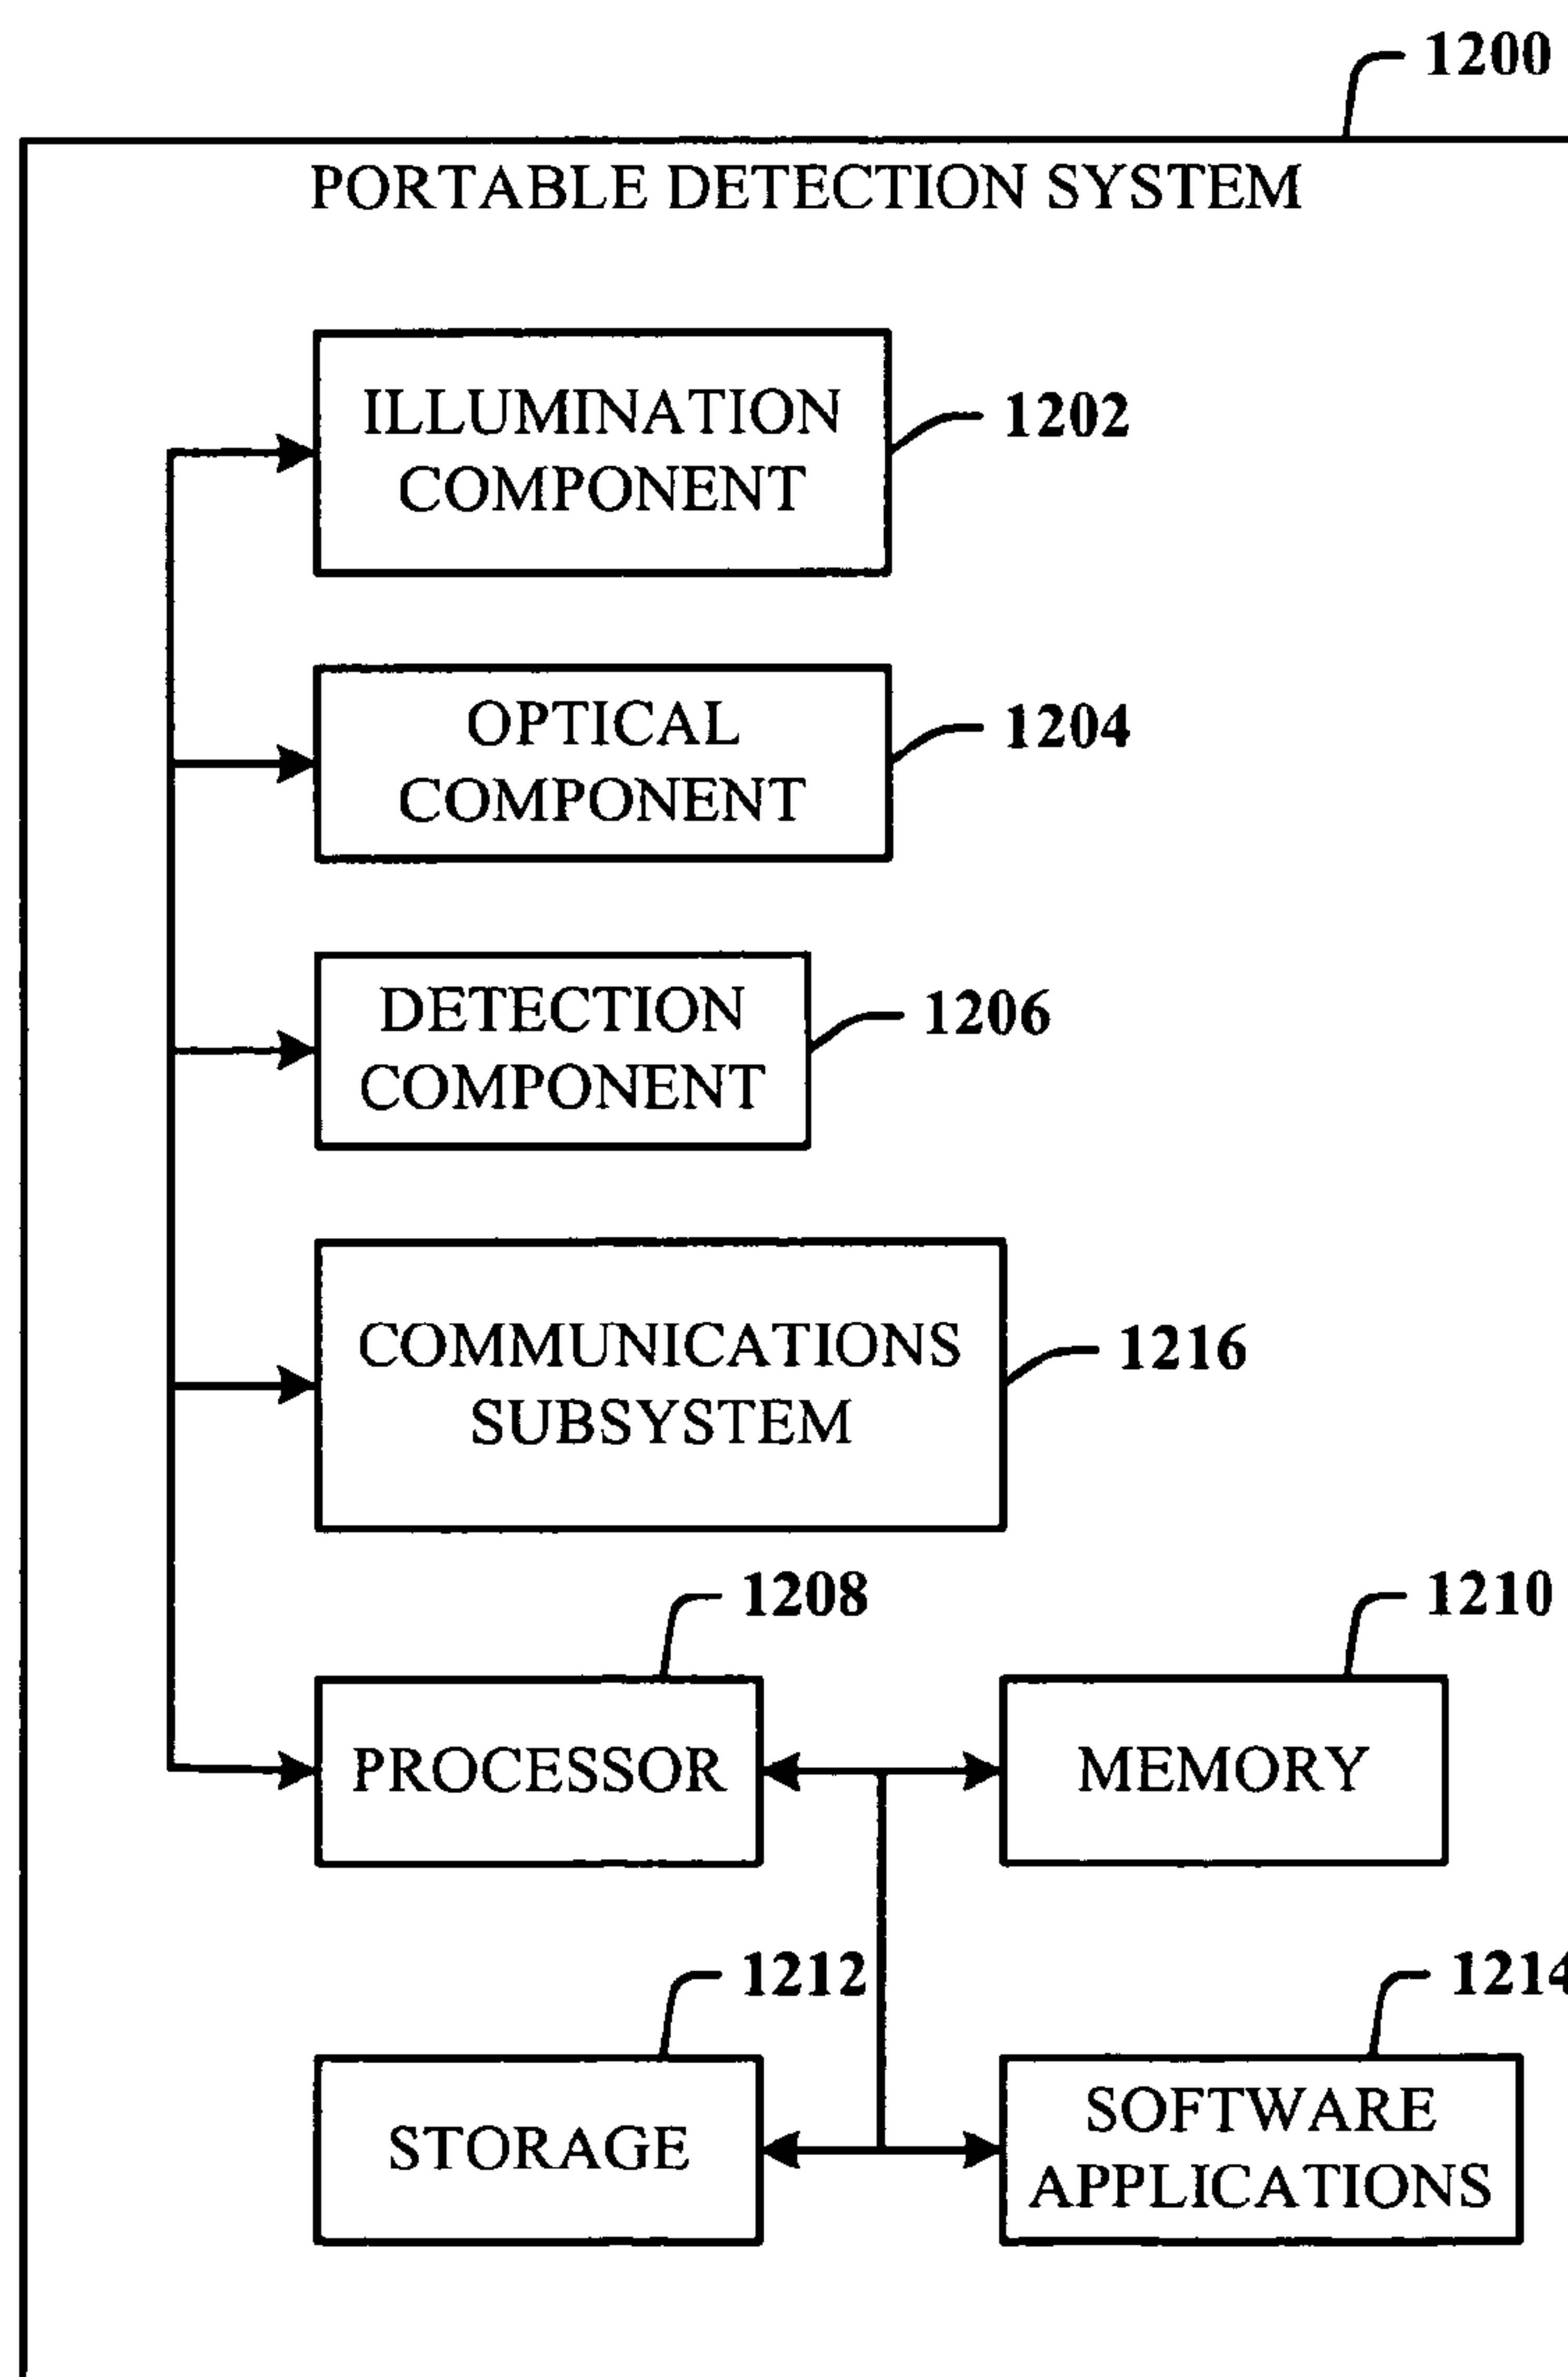 1200
PORTABLE DETECTION SYSTEM
ILLUMINATION
COMPONENT
1202
OPTICAL
COMPONENT
1204
DETECTION
COMPONENT
1206
COMMUNICATIONS
SUBSYSTEM
1216
1208
1210
PROCESSOR
MEMORY
1212
1214
STORAGE
SOFTWARE
APPLICATIONS